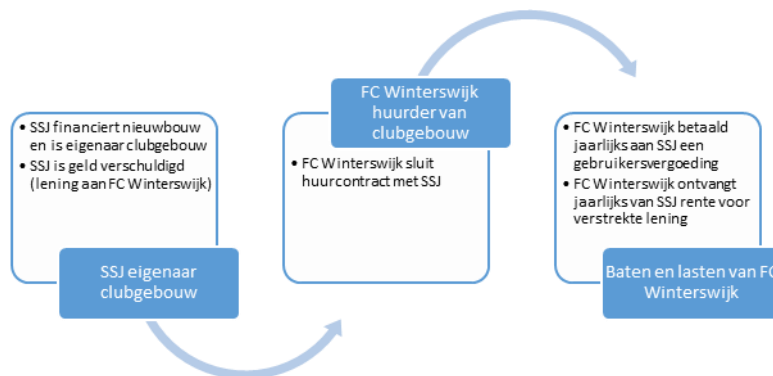 • SSJ financiert nieuwbouw
en is eigenaar clubgebouw
• SSJ is geld verschuldigd
(lening aan FC Winterswijk)
SSJ eigenaar
clubgebouw
FC Winterswijk
huurder van
clubgebouw
• FC Winterswijk sluit
huurcontract met SSJ
• FC Winterswijk betaald
jaarlijks aan SSJ een
gebruikersvergoeding
• FC Winterswijk ontvangt
jaarlijks van SSJ rente voor
verstrekte lening
Baten en lasten van FC
Winterswijk